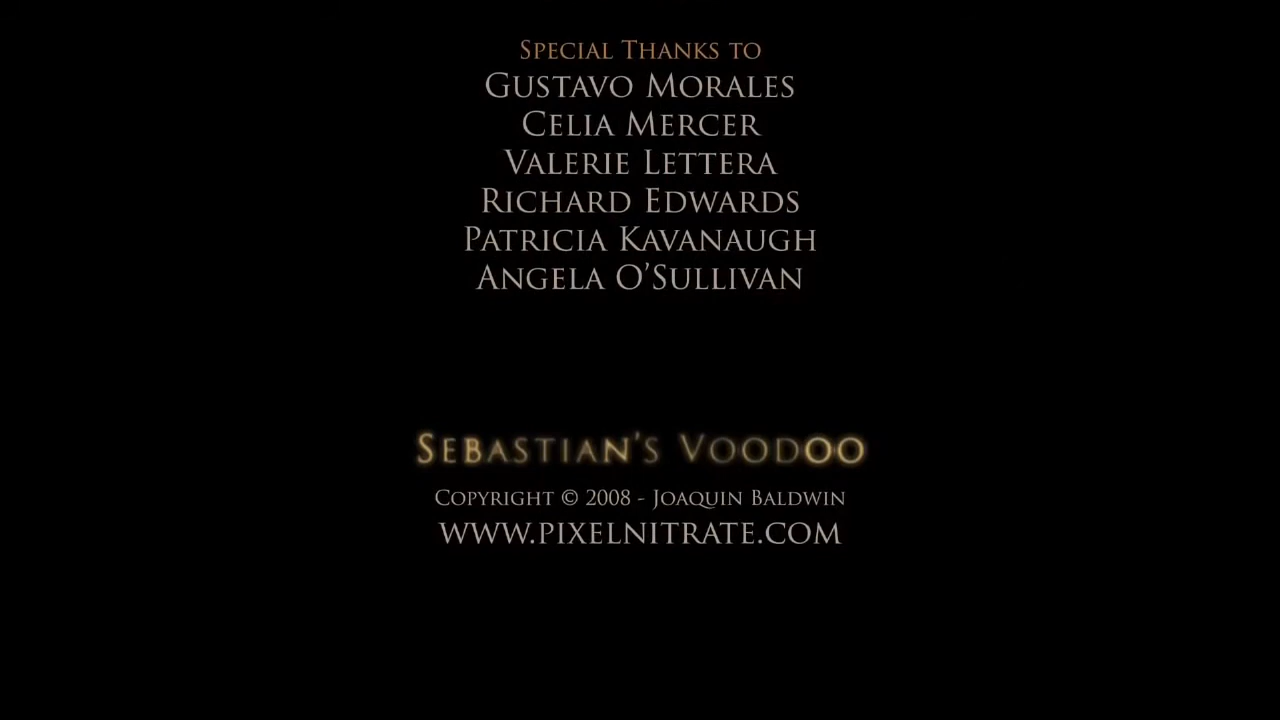 Special Thanks to
Gustavo Morales
Celia Mercer
Valerie Lettera
Richard Edwards
Patricia Kavanaugh
Angela O'Sullivan
Sebastian's Voodoo
Copyright © 2008 - Joaquin Baldwin
www.pixelnitrate.com